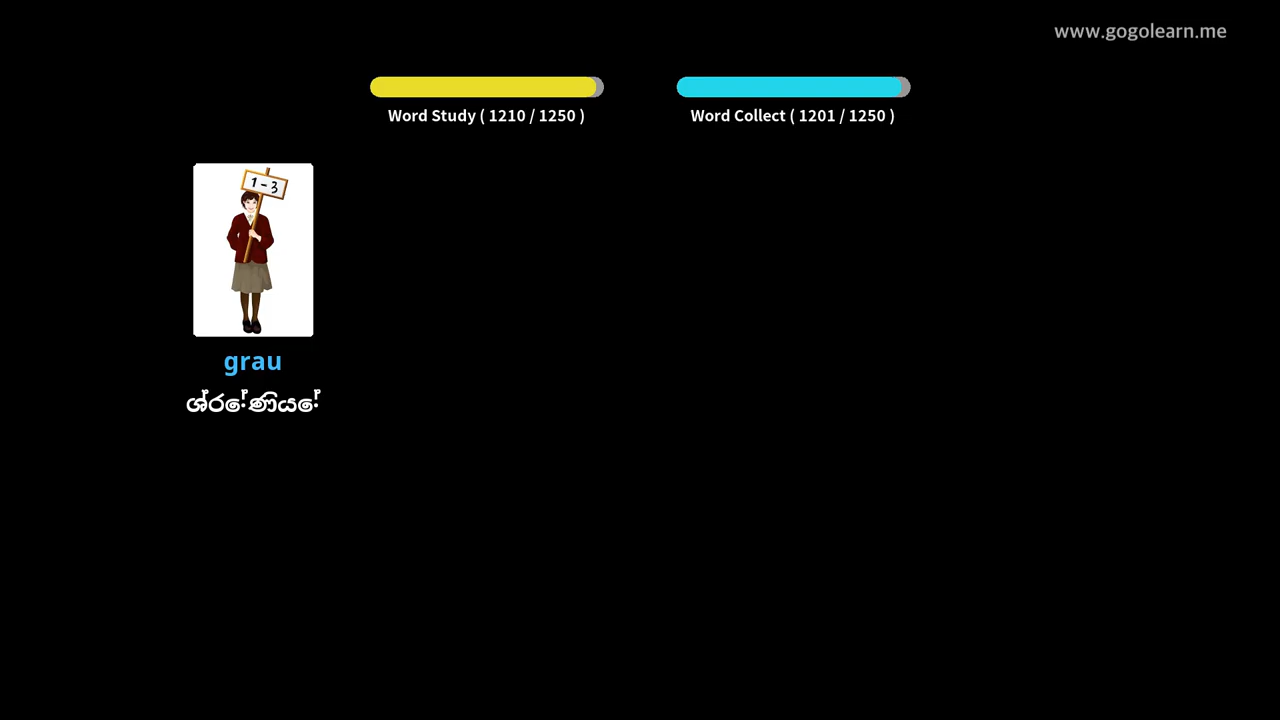 www.gogolearn.me
Word Study ( 1210 / 1250 )
Word Collect ( 1201 / 1250 )
1 - 3
grau
ශ්රේණියේ